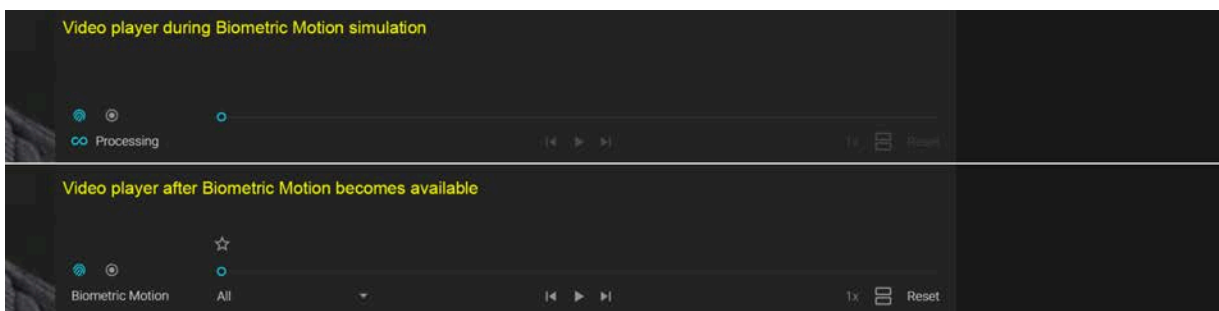 Video player during Biometric Motion simulation
Processing
1x Reset
Video player after Biometric Motion becomes available
Biometric Motion All 1x Reset